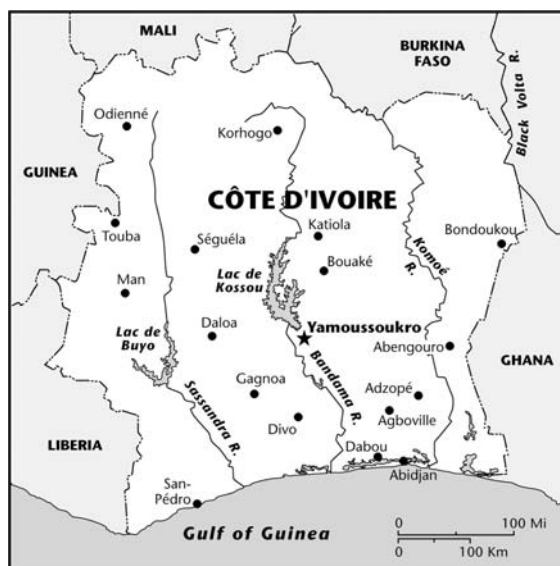 MALI
BURKINA
FASO
Black Volta R.
Odienné
Korhogo
GUINEA
CÔTE D'IVOIRE
Touba
Séguéla
Katiola
Bondoukou
Komoé
R.
Lac de
Kossou
Bouaké
Man
Lac de
Buyo
Daloa
Yamoussoukro
Abengouro
GHANA
Bandama R.
Sassandra R.
Gagnoa
Adzopé
Agboville
Divo
LIBERIA
Dabou
Abidjan
San-
Pédro
Gulf of Guinea
0 100 Mi
0 100 Km